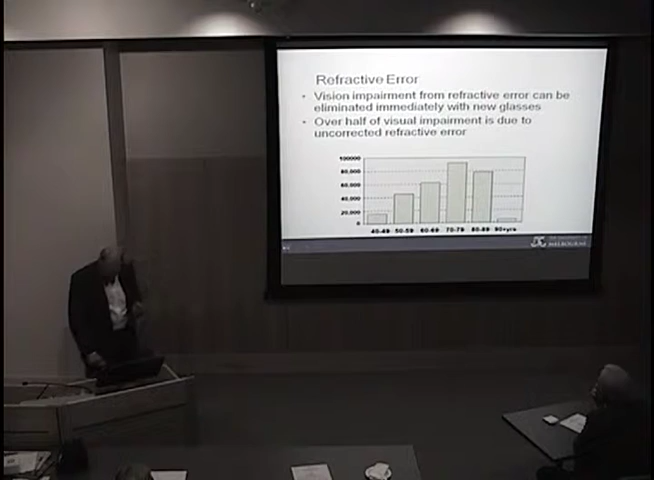 Refractive Error
• Vision impairment from refractive error can be
eliminated immediately with new glasses
• Over half of visual impairment is due to
uncorrected refractive error
100000
80,000
60,000
40,000
20,000
0
40-49 50-59 60-69 70-79 80-89 90+yrs
MELBOURNE